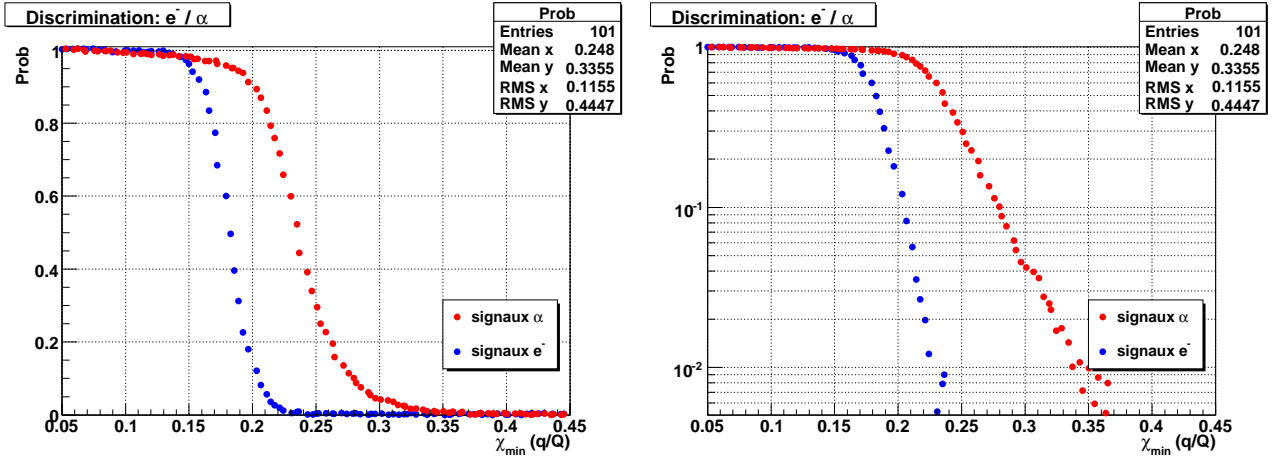 Discrimination: e⁻ / α
Prob
Entries 101
Mean x 0.248
Mean y 0.3355
RMS x 0.1155
RMS y 0.4447
Prob
1
0.8
0.6
0.4
0.2
0
signaux α
signaux e⁻
0.05 0.1 0.15 0.2 0.25 0.3 0.35 0.4 0.45
χmin (q/Q)
Discrimination: e⁻ / α
Prob
Entries 101
Mean x 0.248
Mean y 0.3355
RMS x 0.1155
RMS y 0.4447
Prob
1
10⁻¹
10⁻²
signaux α
signaux e⁻
0.05 0.1 0.15 0.2 0.25 0.3 0.35 0.4 0.45
χmin (q/Q)